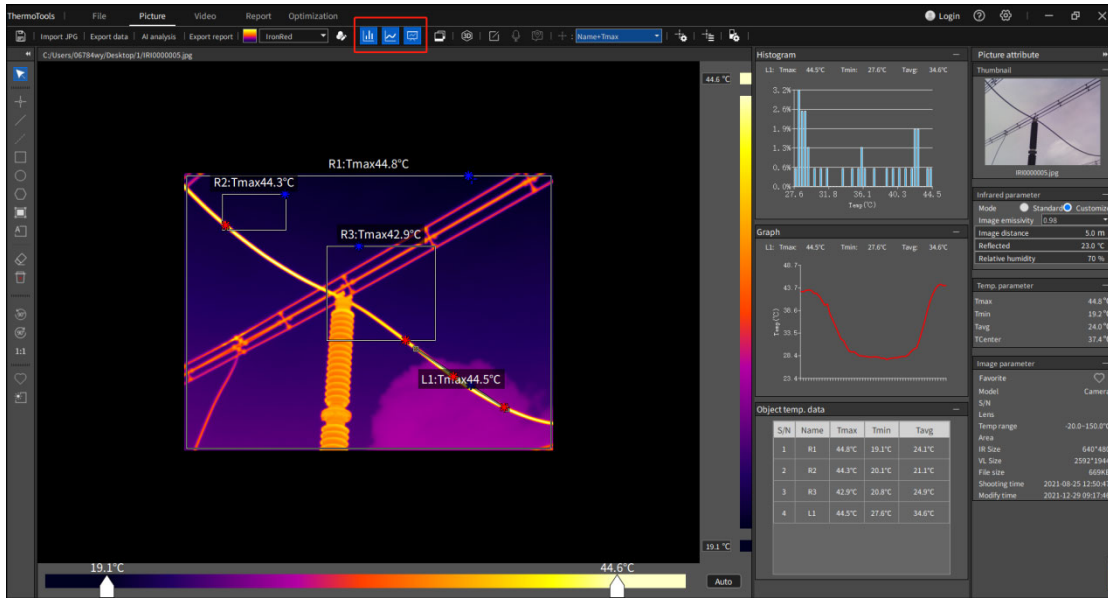 ThermoTools File Picture Video Report Optimization Login
Import JPG Export data AI analysis Export report IronRed Name+Tmax
C:/Users/06784wy/Desktop/1/IRI0000005.jpg
1:1
R1:Tmax44.8°C
R2:Tmax44.3°C
R3:Tmax42.9°C
L1:Tmax44.5°C
44.6 °C
19.1 °C
19.1°C 44.6°C
Auto
Histogram
L1: Tmax: 44.5°C Tmin: 27.6°C Tavg: 34.6°C
3.2%
2.6%
1.9%
1.3%
0.6%
0.0%
27.6 31.8 36.1 40.3 44.5
Temp(°C)
Graph
L1: Tmax: 44.5°C Tmin: 27.6°C Tavg: 34.6°C
48.7
43.7
38.6
33.5
28.4
23.4
Temp(°C)
Object temp. data
S/N Name Tmax Tmin Tavg
1 R1 44.8°C 19.1°C 24.1°C
2 R2 44.3°C 20.1°C 21.1°C
3 R3 42.9°C 20.8°C 24.9°C
4 L1 44.5°C 27.6°C 34.6°C
Picture attribute
Thumbnail
IRI0000005.jpg
Infrared parameter
Mode Standard Customize
Image emissivity 0.98
Image distance 5.0 m
Reflected 23.0 °C
Relative humidity 70 %
Temp. parameter
Tmax 44.8
Tmin 19.2
Tavg 24.0
TCenter 37.4
Image parameter
Favorite
Model Camera
S/N
Lens
Temp range -20.0~150.0°C
Area
IR Size 640*480
VL Size 2592*1944
File size 669K
Shooting time 2021-08-25 12:50:47
Modify time 2021-12-29 09:17:46